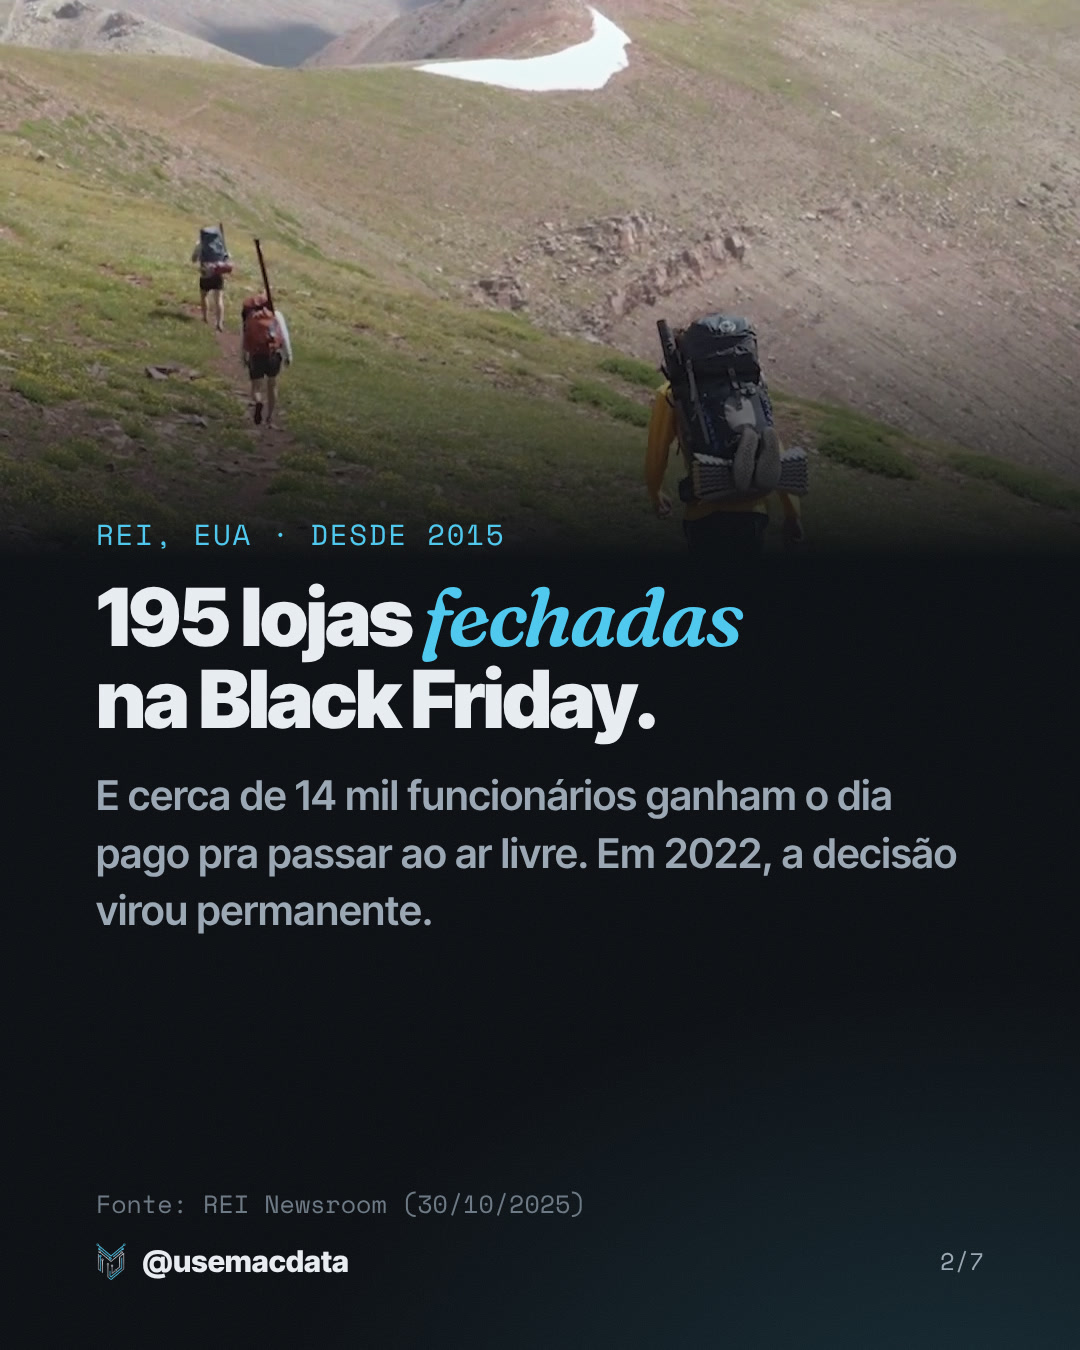 REI, EUA · DESDE 2015
195 lojas fechadas
na Black Friday.
E cerca de 14 mil funcionários ganham o dia
pago pra passar ao ar livre. Em 2022, a decisão
virou permanente.
Fonte: REI Newsroom (30/10/2025)
@usemacdata
2/7